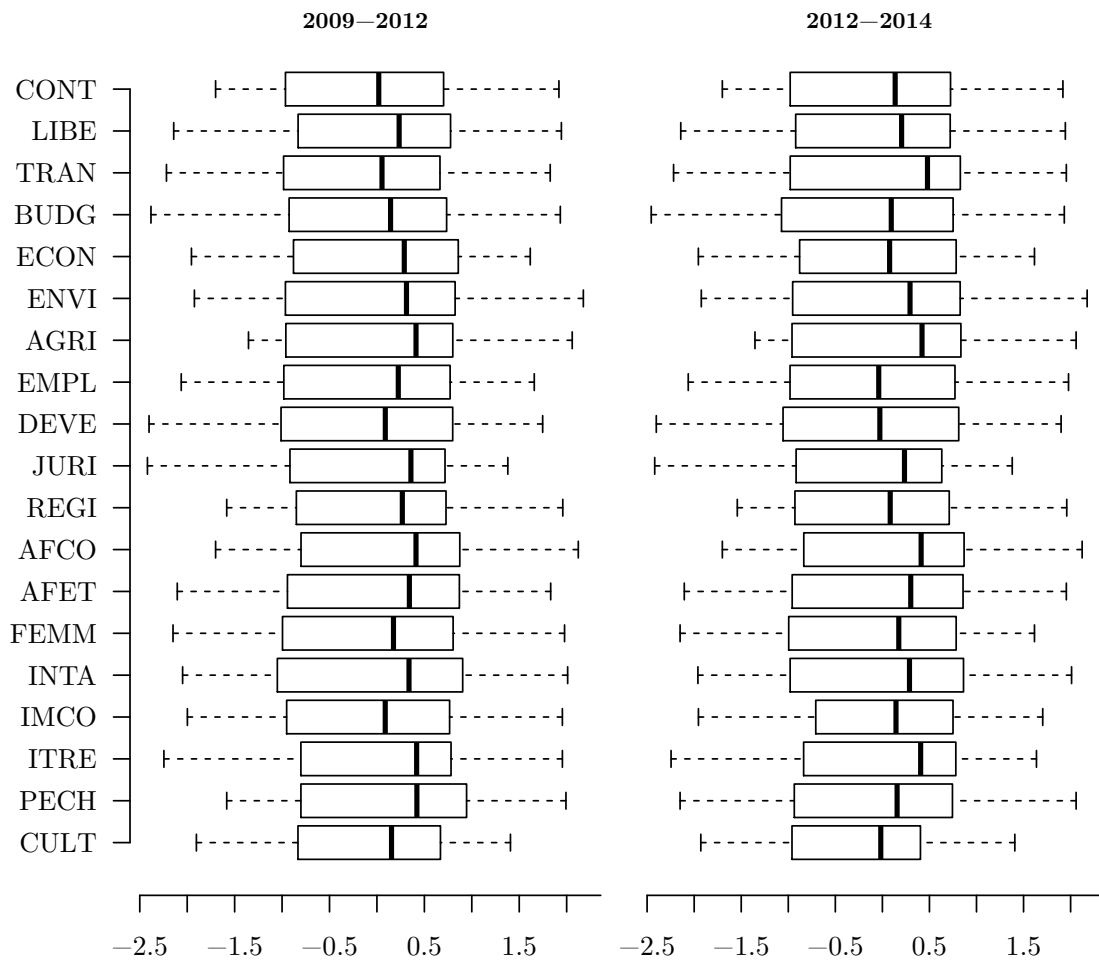 2009−2012 2012−2014
CONT
LIBE
TRAN
BUDG
ECON
ENVI
AGRI
EMPL
DEVE
JURI
REGI
AFCO
AFET
FEMM
INTA
IMCO
ITRE
PECH
CULT
−2.5 −1.5 −0.5 0.5 1.5 −2.5 −1.5 −0.5 0.5 1.5